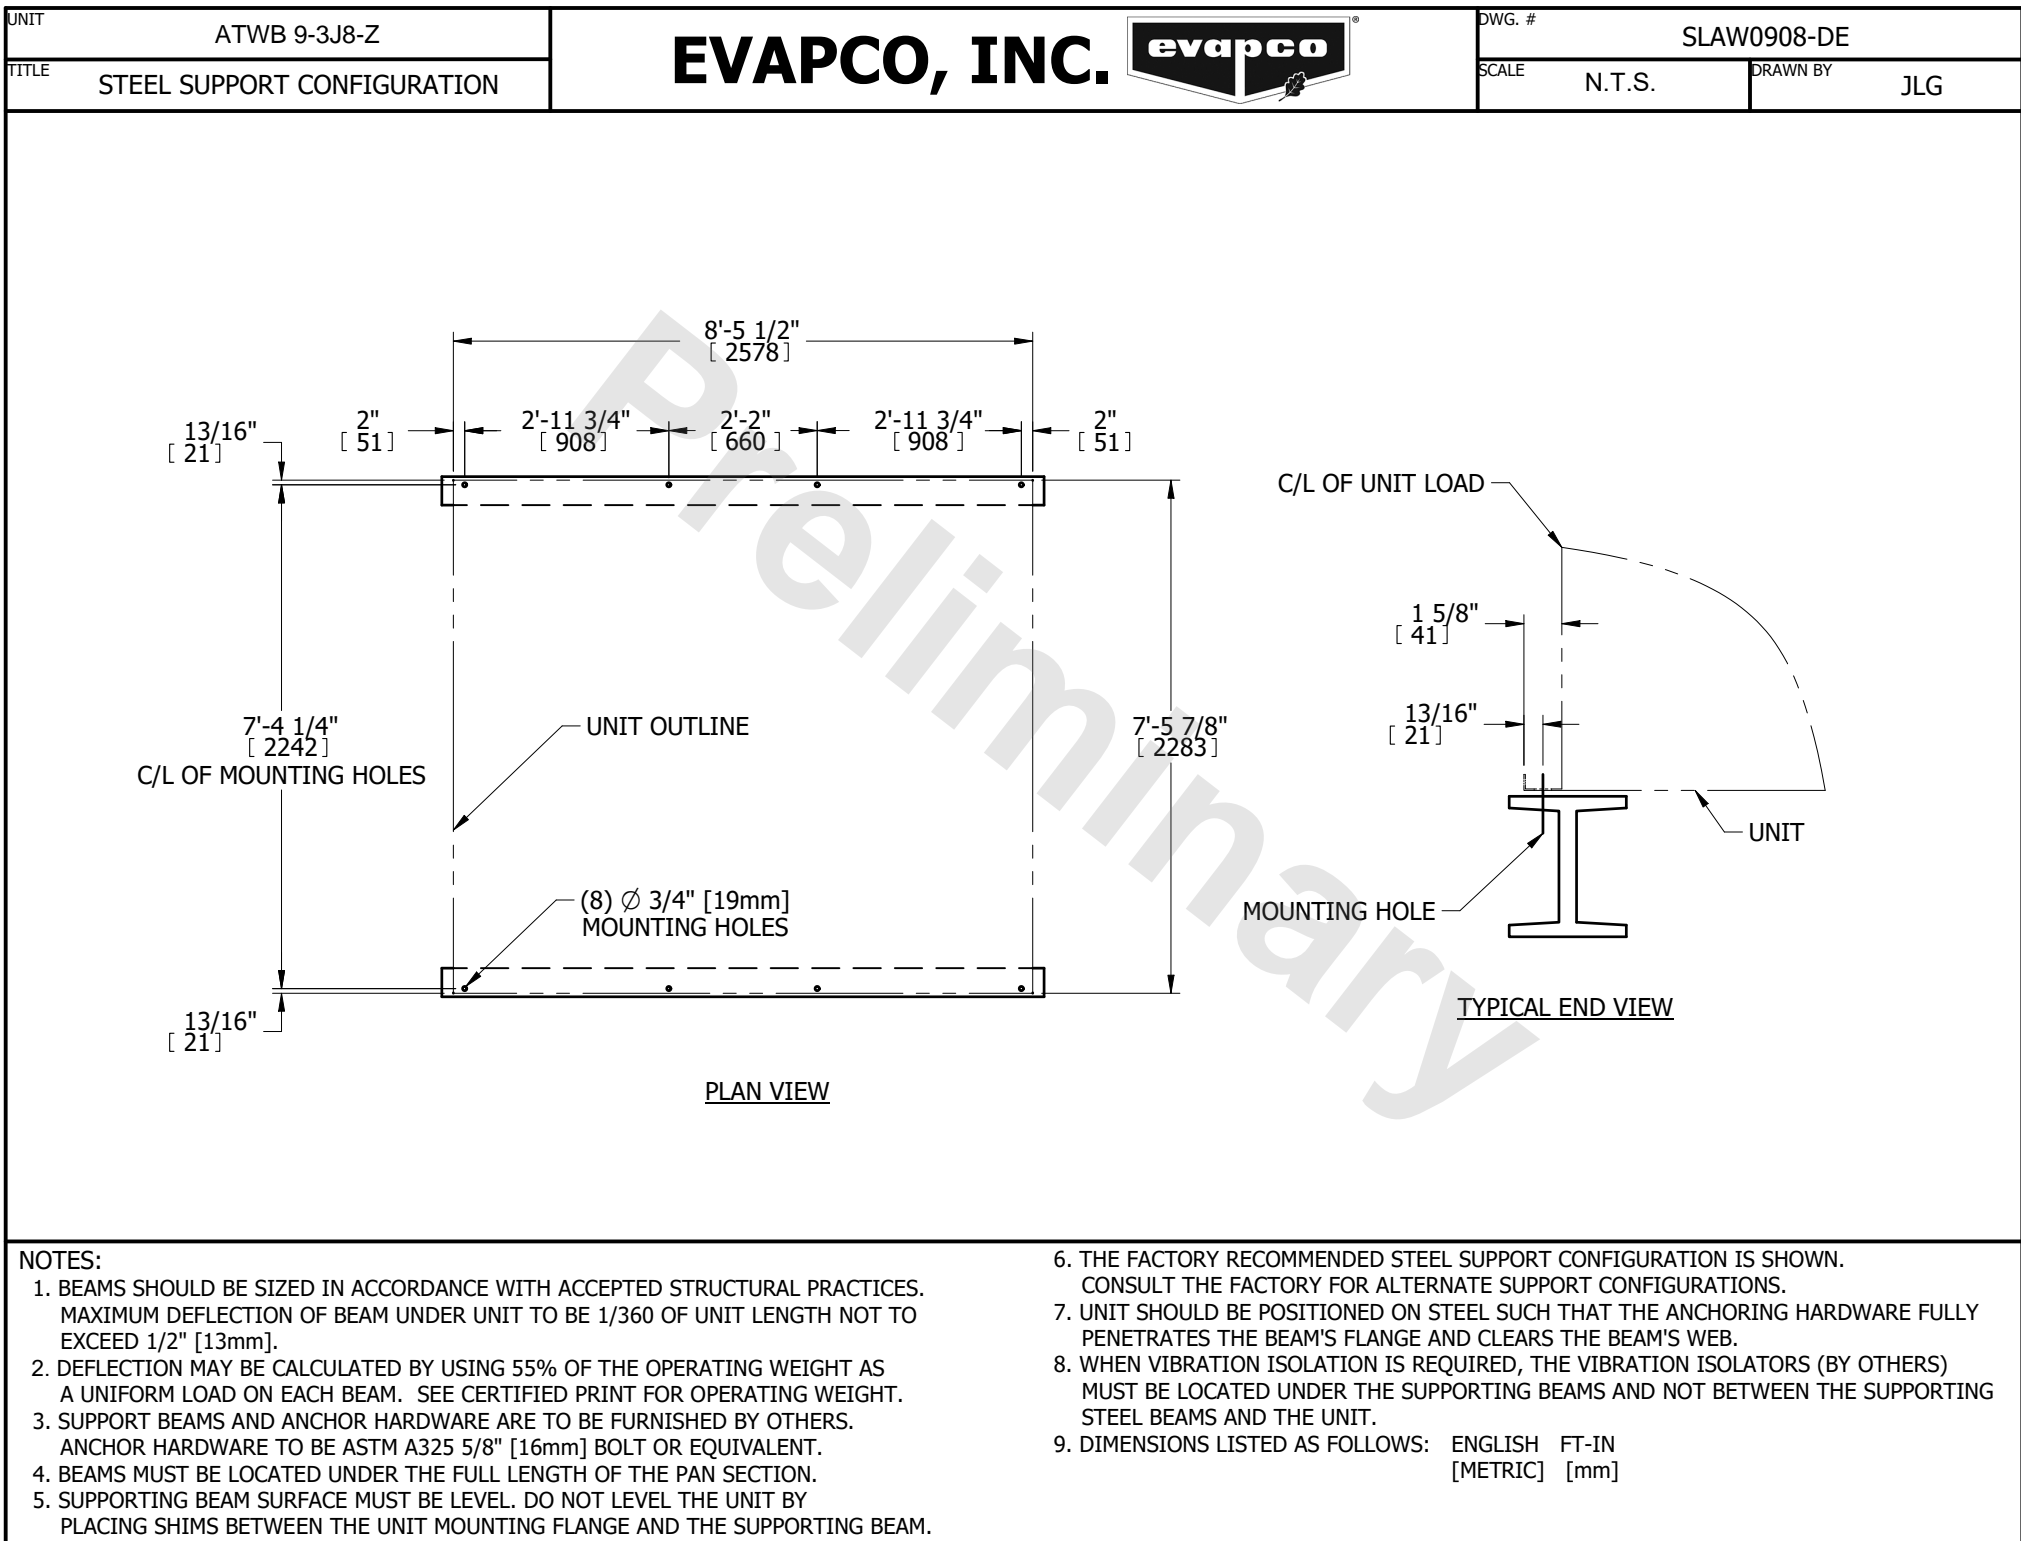 UNIT
ATWB 9-3J8-Z
TITLE
STEEL SUPPORT CONFIGURATION
EVAPCO, INC.
evapco
®
DWG. #
SLAW0908-DE
SCALE
N.T.S.
DRAWN BY
JLG
8'-5 1/2"
[ 2578 ]
13/16"
[ 21 ]
2"
[ 51 ]
2'-11 3/4"
[ 908 ]
2'-2"
[ 660 ]
2'-11 3/4"
[ 908 ]
2"
[ 51 ]
7'-4 1/4"
[ 2242 ]
C/L OF MOUNTING HOLES
UNIT OUTLINE
7'-5 7/8"
[ 2283 ]
(8) ∅ 3/4" [19mm]
MOUNTING HOLES
13/16"
[ 21 ]
PLAN VIEW
C/L OF UNIT LOAD
1 5/8"
[ 41 ]
13/16"
[ 21 ]
UNIT
MOUNTING HOLE
TYPICAL END VIEW
Preliminary
NOTES:
1. BEAMS SHOULD BE SIZED IN ACCORDANCE WITH ACCEPTED STRUCTURAL PRACTICES.
MAXIMUM DEFLECTION OF BEAM UNDER UNIT TO BE 1/360 OF UNIT LENGTH NOT TO
EXCEED 1/2" [13mm].
2. DEFLECTION MAY BE CALCULATED BY USING 55% OF THE OPERATING WEIGHT AS
A UNIFORM LOAD ON EACH BEAM. SEE CERTIFIED PRINT FOR OPERATING WEIGHT.
3. SUPPORT BEAMS AND ANCHOR HARDWARE ARE TO BE FURNISHED BY OTHERS.
ANCHOR HARDWARE TO BE ASTM A325 5/8" [16mm] BOLT OR EQUIVALENT.
4. BEAMS MUST BE LOCATED UNDER THE FULL LENGTH OF THE PAN SECTION.
5. SUPPORTING BEAM SURFACE MUST BE LEVEL. DO NOT LEVEL THE UNIT BY
PLACING SHIMS BETWEEN THE UNIT MOUNTING FLANGE AND THE SUPPORTING BEAM.
6. THE FACTORY RECOMMENDED STEEL SUPPORT CONFIGURATION IS SHOWN.
CONSULT THE FACTORY FOR ALTERNATE SUPPORT CONFIGURATIONS.
7. UNIT SHOULD BE POSITIONED ON STEEL SUCH THAT THE ANCHORING HARDWARE FULLY
PENETRATES THE BEAM'S FLANGE AND CLEARS THE BEAM'S WEB.
8. WHEN VIBRATION ISOLATION IS REQUIRED, THE VIBRATION ISOLATORS (BY OTHERS)
MUST BE LOCATED UNDER THE SUPPORTING BEAMS AND NOT BETWEEN THE SUPPORTING
STEEL BEAMS AND THE UNIT.
9. DIMENSIONS LISTED AS FOLLOWS: ENGLISH FT-IN
[METRIC] [mm]